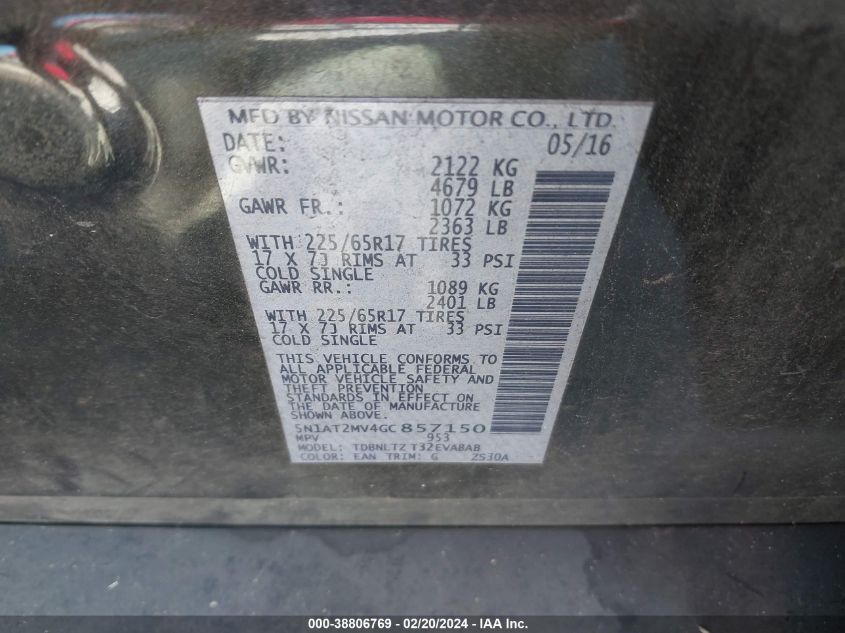 MFD BY NISSAN MOTOR CO., LTD.
DATE: 05/16
GVWR: 2122 KG
4679 LB
GAWR FR.: 1072 KG
2363 LB
WITH 225/65R17 TIRES
17 X 7J RIMS AT 33 PSI
COLD SINGLE
GAWR RR.: 1089 KG
2401 LB
WITH 225/65R17 TIRES
17 X 7J RIMS AT 33 PSI
COLD SINGLE
THIS VEHICLE CONFORMS TO
ALL APPLICABLE FEDERAL
MOTOR VEHICLE SAFETY AND
THEFT PREVENTION
STANDARDS IN EFFECT ON
THE DATE OF MANUFACTURE
SHOWN ABOVE.
5N1AT2MV4GC857150
MPV 953
MODEL: TDBNLTZ T32EVABAB
COLOR: EAN TRIM: G ZS30A
000-38806769 - 02/20/2024 - IAA Inc.